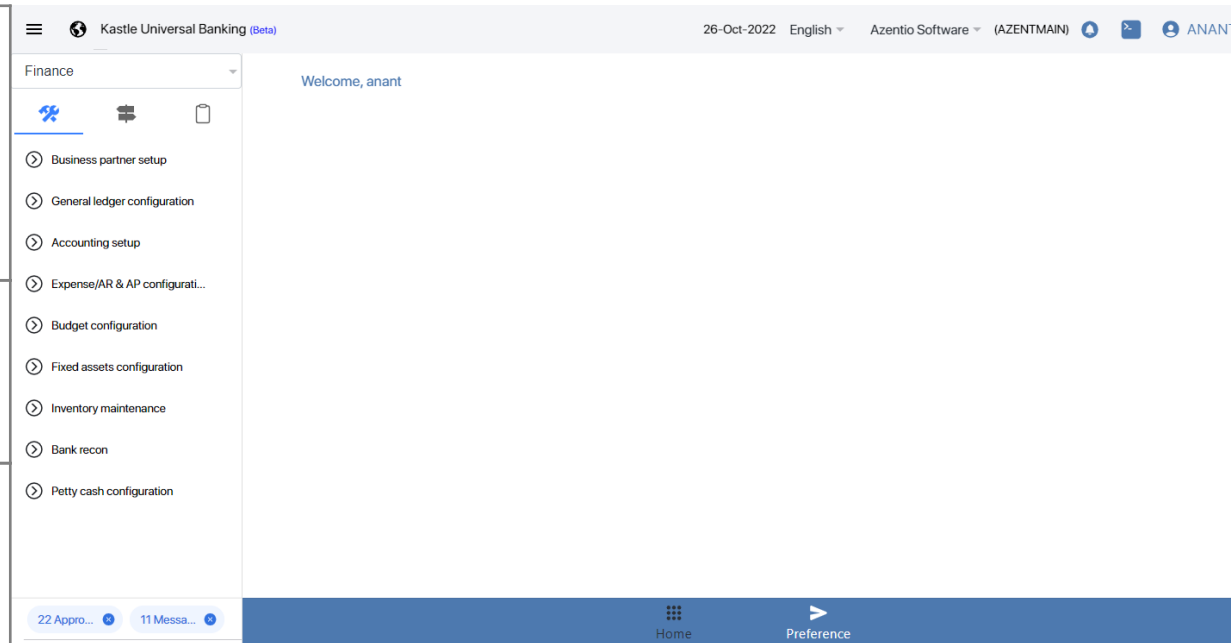 Kastle Universal Banking (Beta) 26-Oct-2022 English Azentio Software (AZENTMAIN) ANANT
Finance
Welcome, anant
Business partner setup
General ledger configuration
Accounting setup
Expense/AR & AP configurati...
Budget configuration
Fixed assets configuration
Inventory maintenance
Bank recon
Petty cash configuration
22 Appro... 11 Messa...
Home Preference